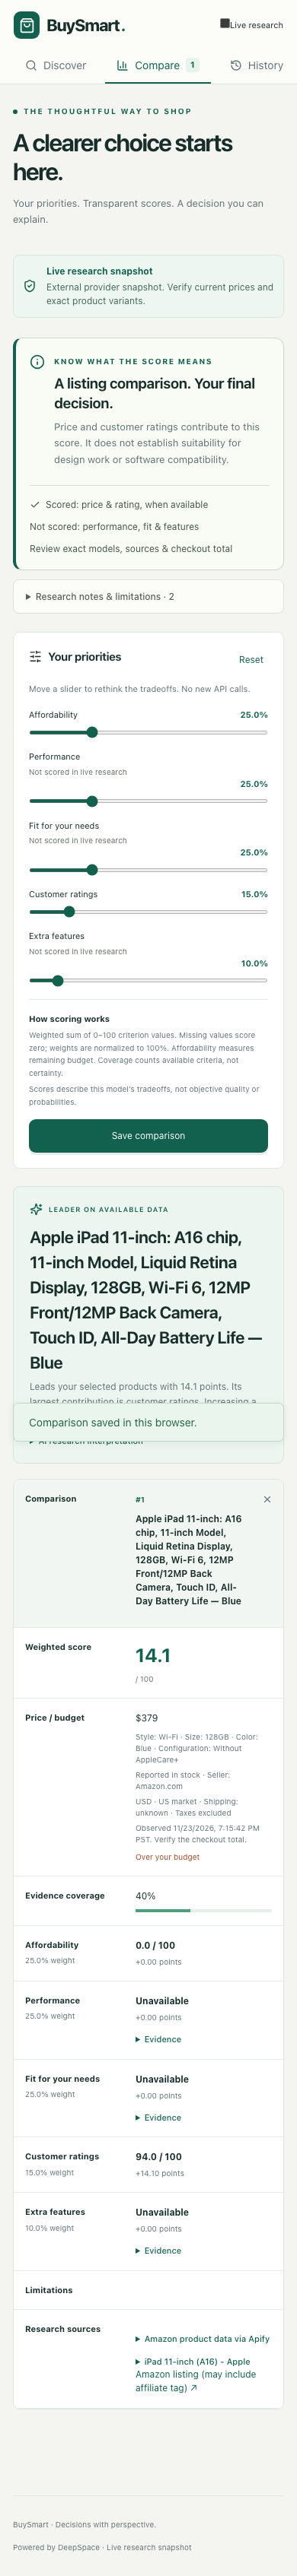 BuySmart.
Live research
Discover
Compare 1
History
THE THOUGHTFUL WAY TO SHOP
A clearer choice starts
here.
Your priorities. Transparent scores. A decision you can
explain.
Live research snapshot
External provider snapshot. Verify current prices and
exact product variants.
KNOW WHAT THE SCORE MEANS
A listing comparison. Your final
decision.
Price and customer ratings contribute to this
score. It does not establish suitability for
design work or software compatibility.
Scored: price & rating, when available
Not scored: performance, fit & features
Review exact models, sources & checkout total
Research notes & limitations · 2
Your priorities
Reset
Move a slider to rethink the tradeoffs. No new API calls.
Affordability 25.0%
Performance
Not scored in live research
25.0%
Fit for your needs
Not scored in live research
25.0%
Customer ratings 15.0%
Extra features
Not scored in live research
10.0%
How scoring works
Weighted sum of 0–100 criterion values. Missing values score
zero; weights are normalized to 100%. Affordability measures
remaining budget. Coverage counts available criteria, not
certainty.
Scores describe this model's tradeoffs, not objective quality or
probabilities.
Save comparison
LEADER ON AVAILABLE DATA
Apple iPad 11-inch: A16 chip,
11-inch Model, Liquid Retina
Display, 128GB, Wi-Fi 6, 12MP
Front/12MP Back Camera,
Touch ID, All-Day Battery Life —
Blue
Leads your selected products with 14.1 points. Its
largest contribution is customer ratings. Increasing a
Comparison saved in this browser.
AI research interpretation
Comparison
#1
Apple iPad 11-inch: A16
chip, 11-inch Model,
Liquid Retina Display,
128GB, Wi-Fi 6, 12MP
Front/12MP Back
Camera, Touch ID, All-
Day Battery Life — Blue
Weighted score
14.1
/ 100
Price / budget
$379
Style: Wi-Fi · Size: 128GB · Color:
Blue · Configuration: Without
AppleCare+
Reported in stock · Seller:
Amazon.com
USD · US market · Shipping:
unknown · Taxes excluded
Observed 11/23/2026, 7:15:42 PM
PST. Verify the checkout total.
Over your budget
Evidence coverage
40%
Affordability
25.0% weight
0.0 / 100
+0.00 points
Performance
25.0% weight
Unavailable
+0.00 points
Evidence
Fit for your needs
25.0% weight
Unavailable
+0.00 points
Evidence
Customer ratings
15.0% weight
94.0 / 100
+14.10 points
Extra features
10.0% weight
Unavailable
+0.00 points
Evidence
Limitations
Research sources
Amazon product data via Apify
iPad 11-inch (A16) - Apple
Amazon listing (may include
affiliate tag) ↗
BuySmart · Decisions with perspective.
Powered by DeepSpace · Live research snapshot